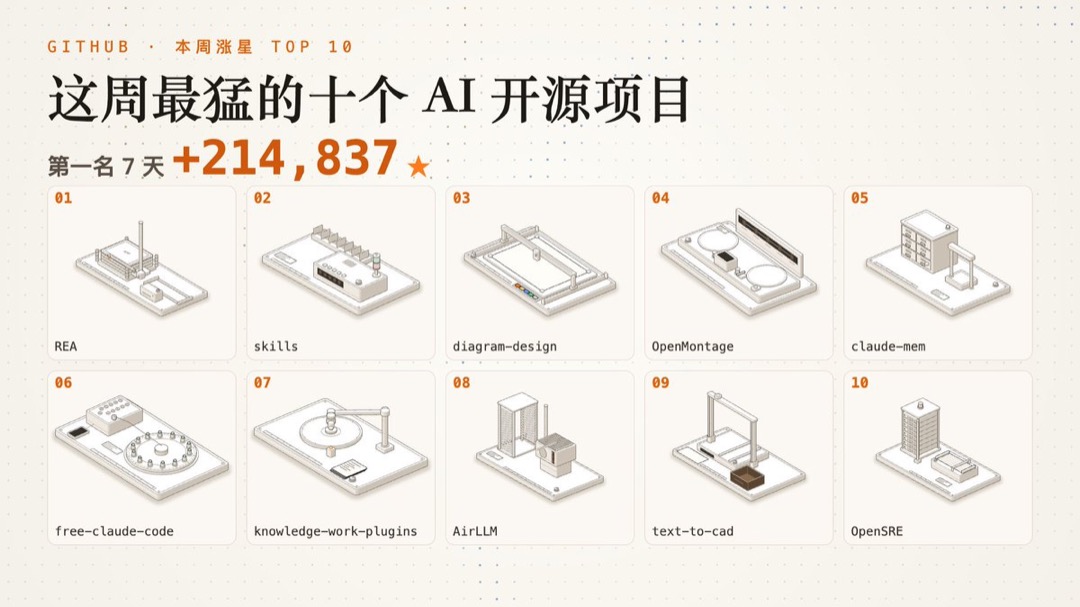 GITHUB · 本周涨星 TOP 10
这周最猛的十个 AI 开源项目
第一名 7 天 +214,837 ★
01
02
03
04
05
REA
skills
diagram-design
OpenMontage
claude-mem
06
07
08
09
10
free-claude-code
knowledge-work-plugins
AirLLM
text-to-cad
OpenSRE